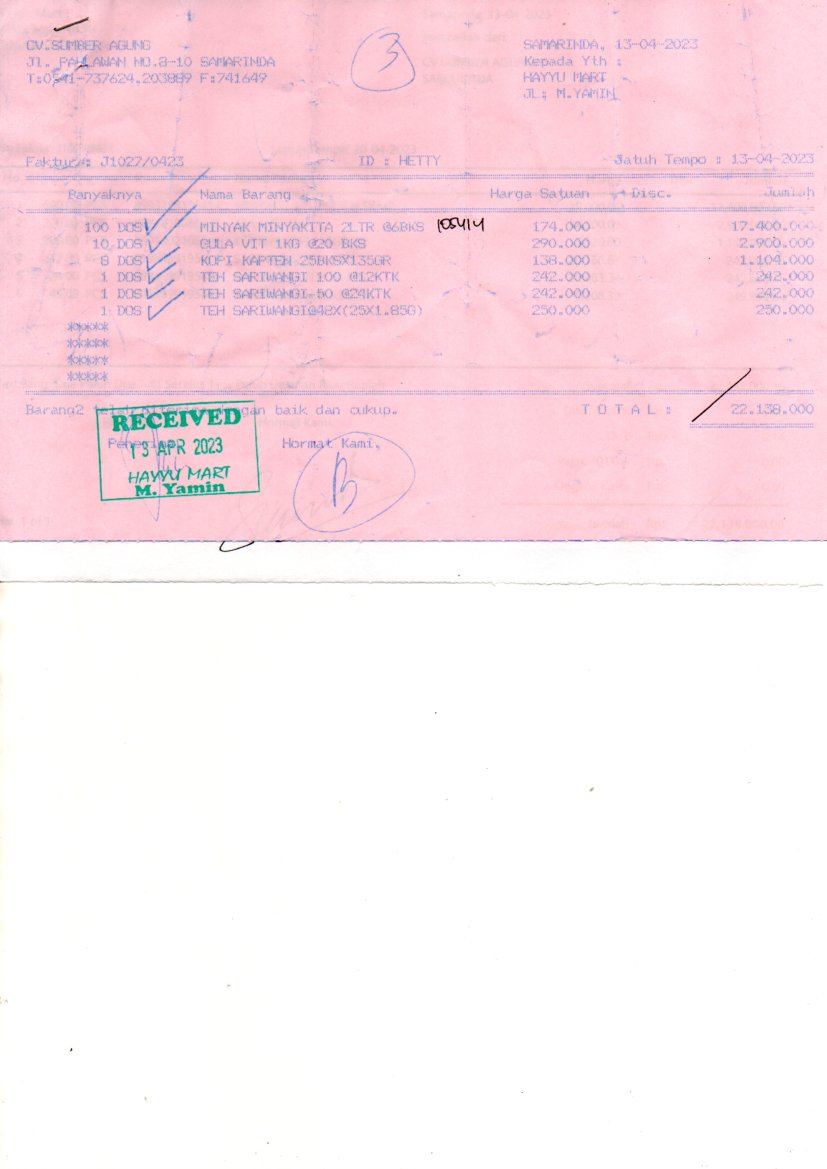 CV.SUMBER AGUNG
Jl. PAHLAWAN NO.8-10 SAMARINDA
T:0541-737624,203889 F:741649
3
SAMARINDA, 13-04-2023
Kepada Yth :
HAYYU MART
JL: M.YAMIN
Faktur#: J1027/0423 ID : HETTY Jatuh Tempo : 13-04-2023
Banyaknya Nama Barang Harga Satuan Disc. Jumlah
100 DOS MINYAK MINYAKITA 2LTR @6BKS 174.000 17.400.000
10 DOS GULA VIT 1KG @20 BKS 290.000 2.900.000
8 DOS KOPI KAPTEN 25BKSX135GR 138.000 1.104.000
1 DOS TEH SARIWANGI 100 @12KTK 242.000 242.000
1 DOS TEH SARIWANGI 50 @24KTK 242.000 242.000
1 DOS TEH SARIWANGI@48X(25X1.85G) 250.000 250.000
*****
*****
*****
*****
Barang2 baik dan cukup. T O T A L : 22.138.000
Hormat Kami,
RECEIVED
13 APR 2023
HAYYU MART
M. Yamin
B